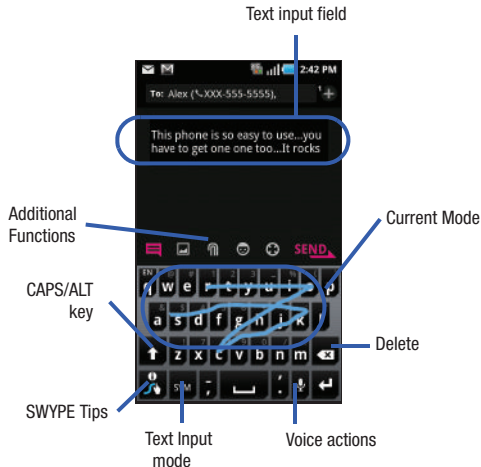 Text input field
2:42 PM
To: Alex (XXX-555-5555),
1
This phone is so easy to use...you
have to get one one too...It rocks
Additional
Functions
Current Mode
SEND
EN
q w e r t y u i o p
CAPS/ALT
key
a s d f g h j k l
z x c v b n m
Delete
SYM
SWYPE Tips
Text Input
mode
Voice actions